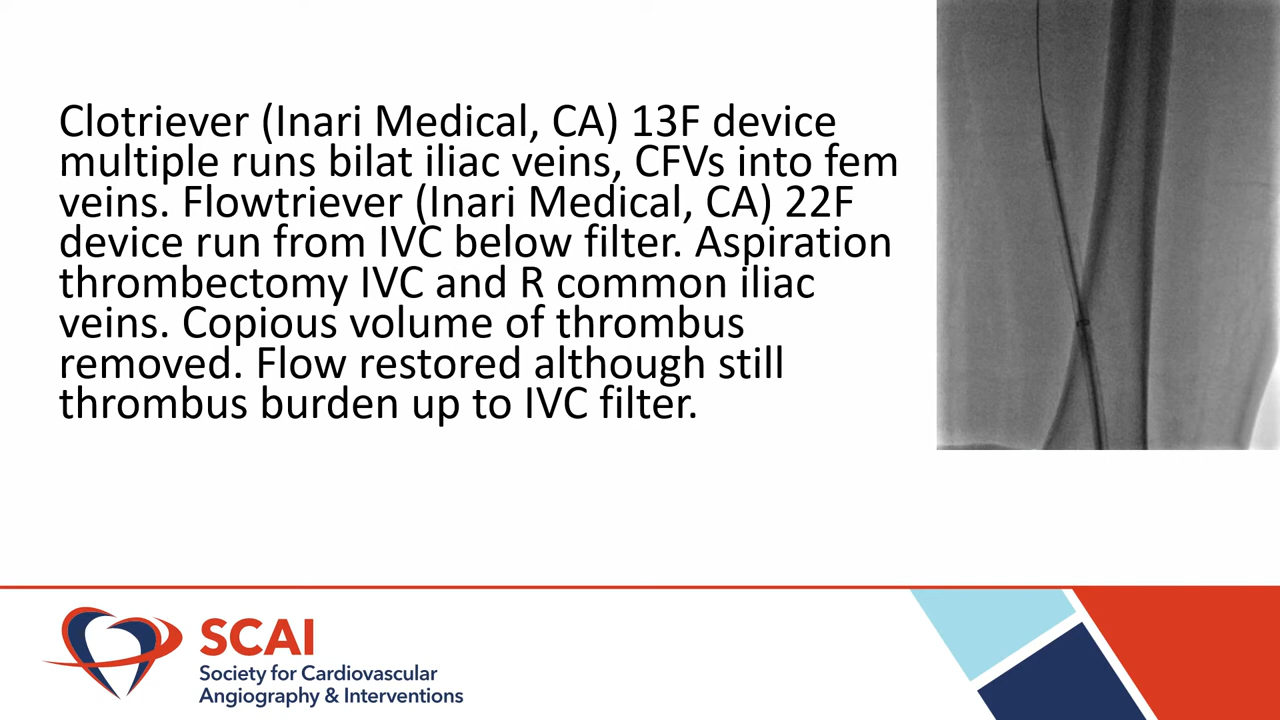 Clotriever (Inari Medical, CA) 13F device
multiple runs bilat iliac veins, CFVs into fem
veins. Flowtriever (Inari Medical, CA) 22F
device run from IVC below filter. Aspiration
thrombectomy IVC and R common iliac
veins. Copious volume of thrombus
removed. Flow restored although still
thrombus burden up to IVC filter.
SCAI
Society for Cardiovascular
Angiography & Interventions